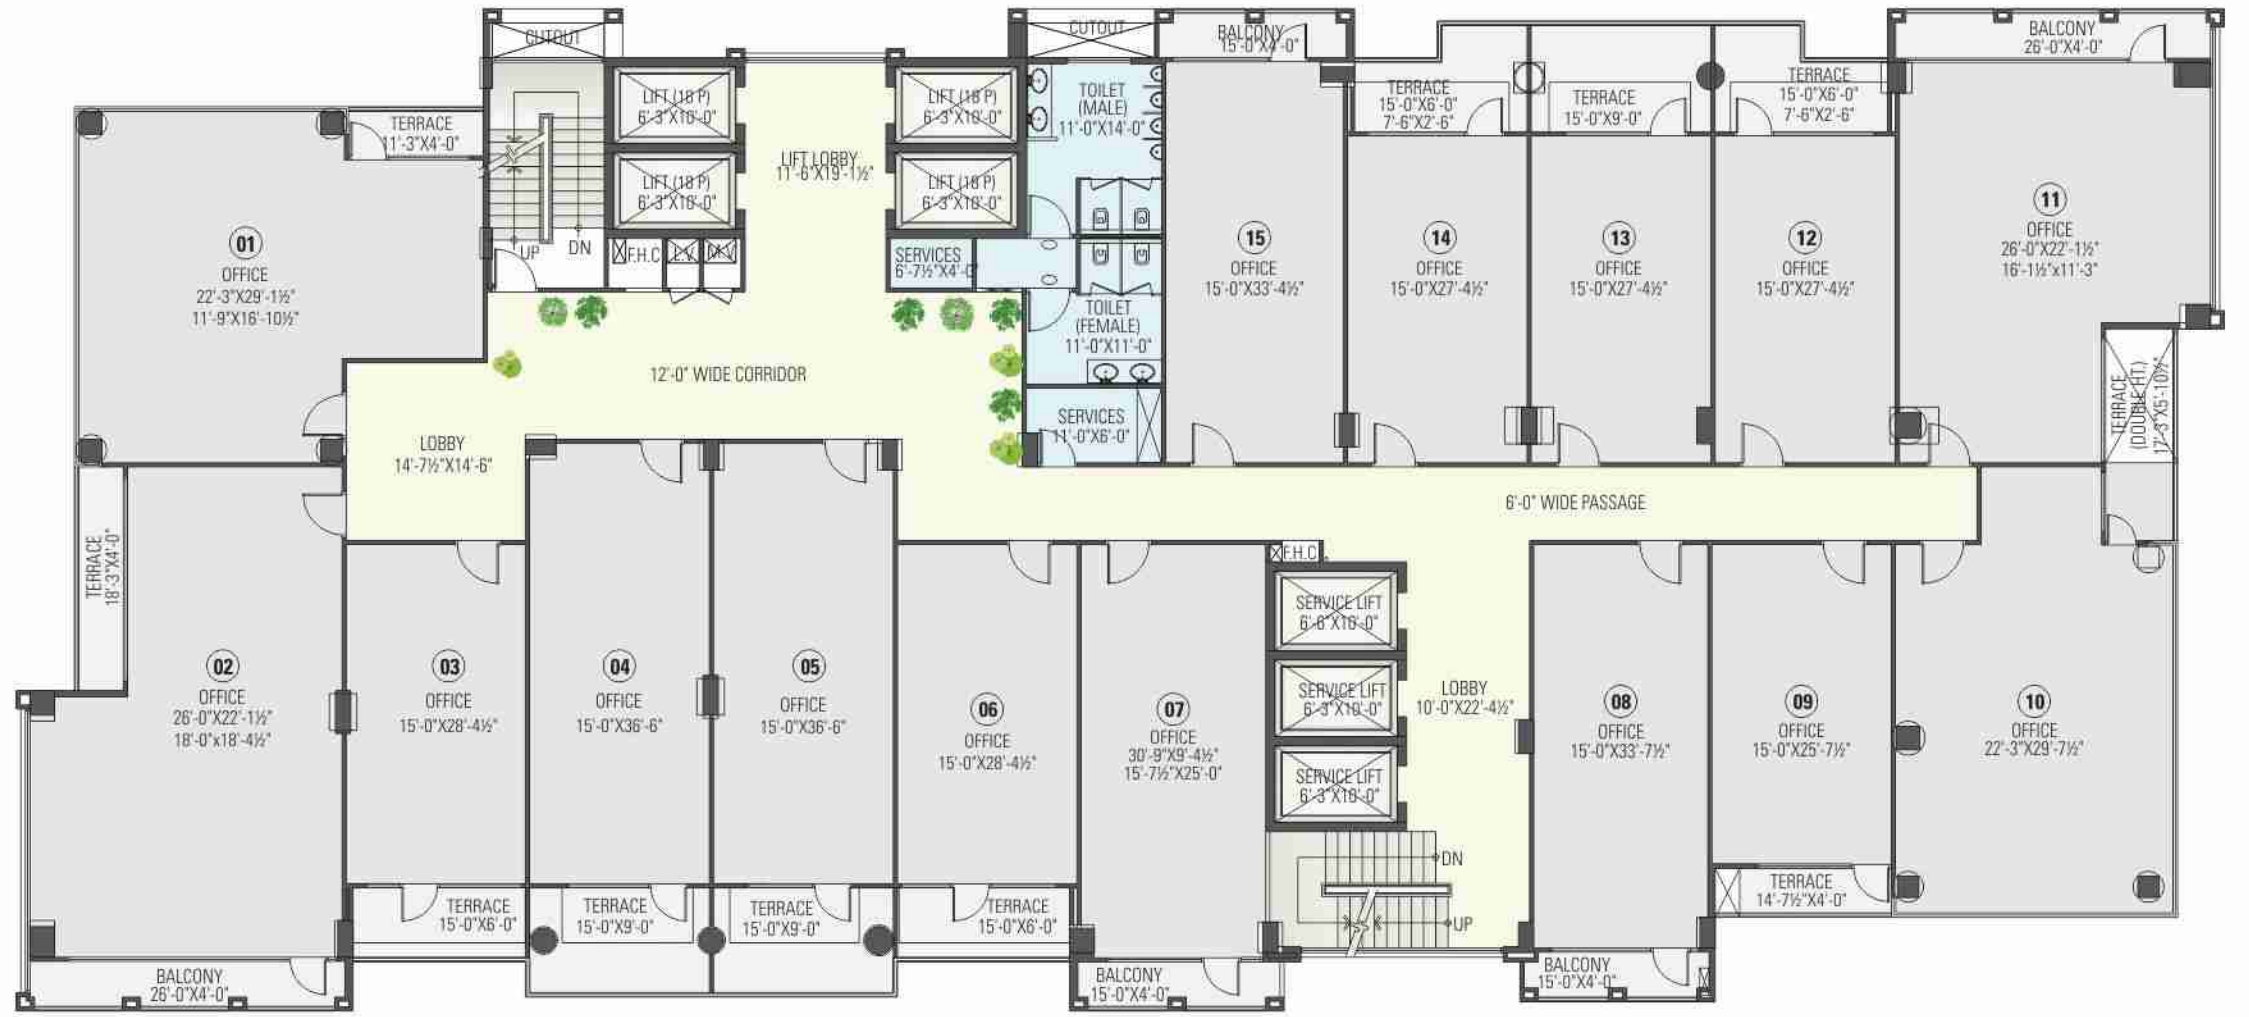 CUTOUT
LIFT (18 P)
6'-3"X10'-0"
LIFT (18 P)
6'-3"X10'-0"
LIFT LOBBY
11'-6"X19'-1½"
LIFT (18 P)
6'-3"X10'-0"
LIFT (18 P)
6'-3"X10'-0"
CUTOUT
TOILET
(MALE)
11'-0"X14'-0"
BALCONY
15'-0"X4'-0"
TERRACE
15'-0"X6'-0"
7'-6"X2'-6"
TERRACE
15'-0"X9'-0"
TERRACE
15'-0"X6'-0"
7'-6"X2'-6"
BALCONY
26'-0"X4'-0"
TERRACE
11'-3"X4'-0"
01
OFFICE
22'-3"X29'-1½"
11'-9"X16'-10½"
UP
DN
F.H.C
L.V.
SERVICES
6'-7½"X4'-0"
TOILET
(FEMALE)
11'-0"X11'-0"
SERVICES
11'-0"X6'-0"
15
OFFICE
15'-0"X33'-4½"
14
OFFICE
15'-0"X27'-4½"
13
OFFICE
15'-0"X27'-4½"
12
OFFICE
15'-0"X27'-4½"
11
OFFICE
26'-0"X22'-1½"
16'-1½"x11'-3"
TERRACE
(DOUBLE HT.)
17'-3"X5'-10½"
12'-0" WIDE CORRIDOR
LOBBY
14'-7½"X14'-6"
6'-0" WIDE PASSAGE
TERRACE
18'-3"X4'-0"
02
OFFICE
26'-0"X22'-1½"
18'-0"x18'-4½"
03
OFFICE
15'-0"X28'-4½"
04
OFFICE
15'-0"X36'-6"
05
OFFICE
15'-0"X36'-6"
06
OFFICE
15'-0"X28'-4½"
07
OFFICE
30'-9"X9'-4½"
15'-7½"X25'-0"
F.H.C.
SERVICE LIFT
6'-6"X10'-0"
SERVICE LIFT
6'-3"X10'-0"
SERVICE LIFT
6'-3"X10'-0"
LOBBY
10'-0"X22'-4½"
DN
UP
08
OFFICE
15'-0"X33'-7½"
09
OFFICE
15'-0"X25'-7½"
10
OFFICE
22'-3"X29'-7½"
TERRACE
15'-0"X6'-0"
TERRACE
15'-0"X9'-0"
TERRACE
15'-0"X9'-0"
TERRACE
15'-0"X6'-0"
TERRACE
14'-7½"X4'-0"
BALCONY
26'-0"X4'-0"
BALCONY
15'-0"X4'-0"
BALCONY
15'-0"X4'-0"